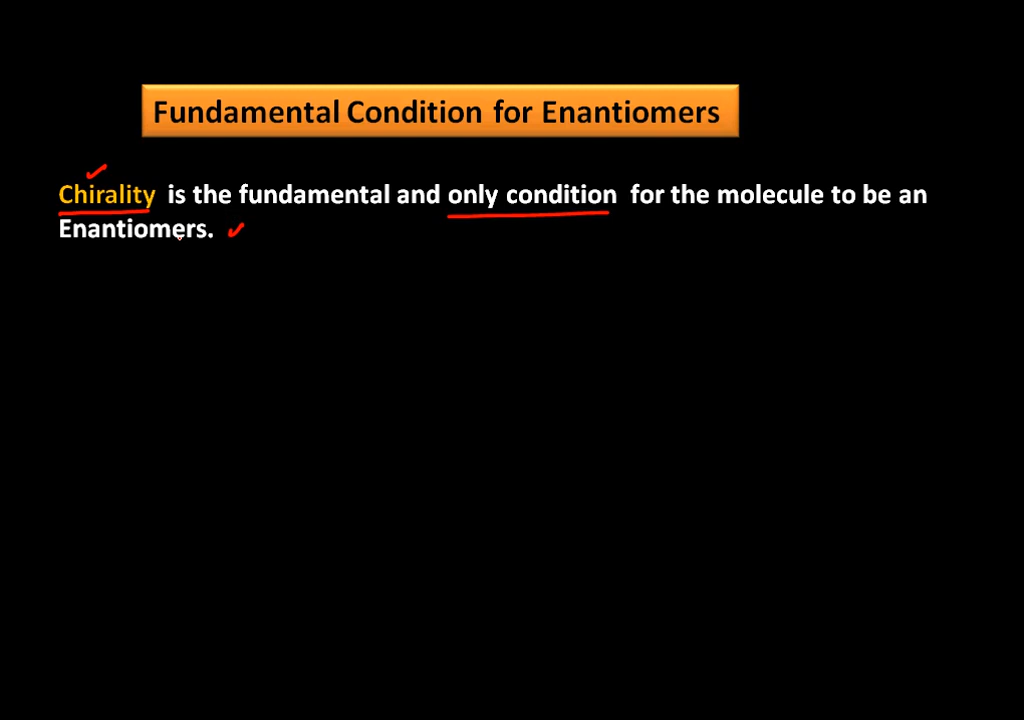 Fundamental Condition for Enantiomers
Chirality is the fundamental and only condition for the molecule to be an
Enantiomers.